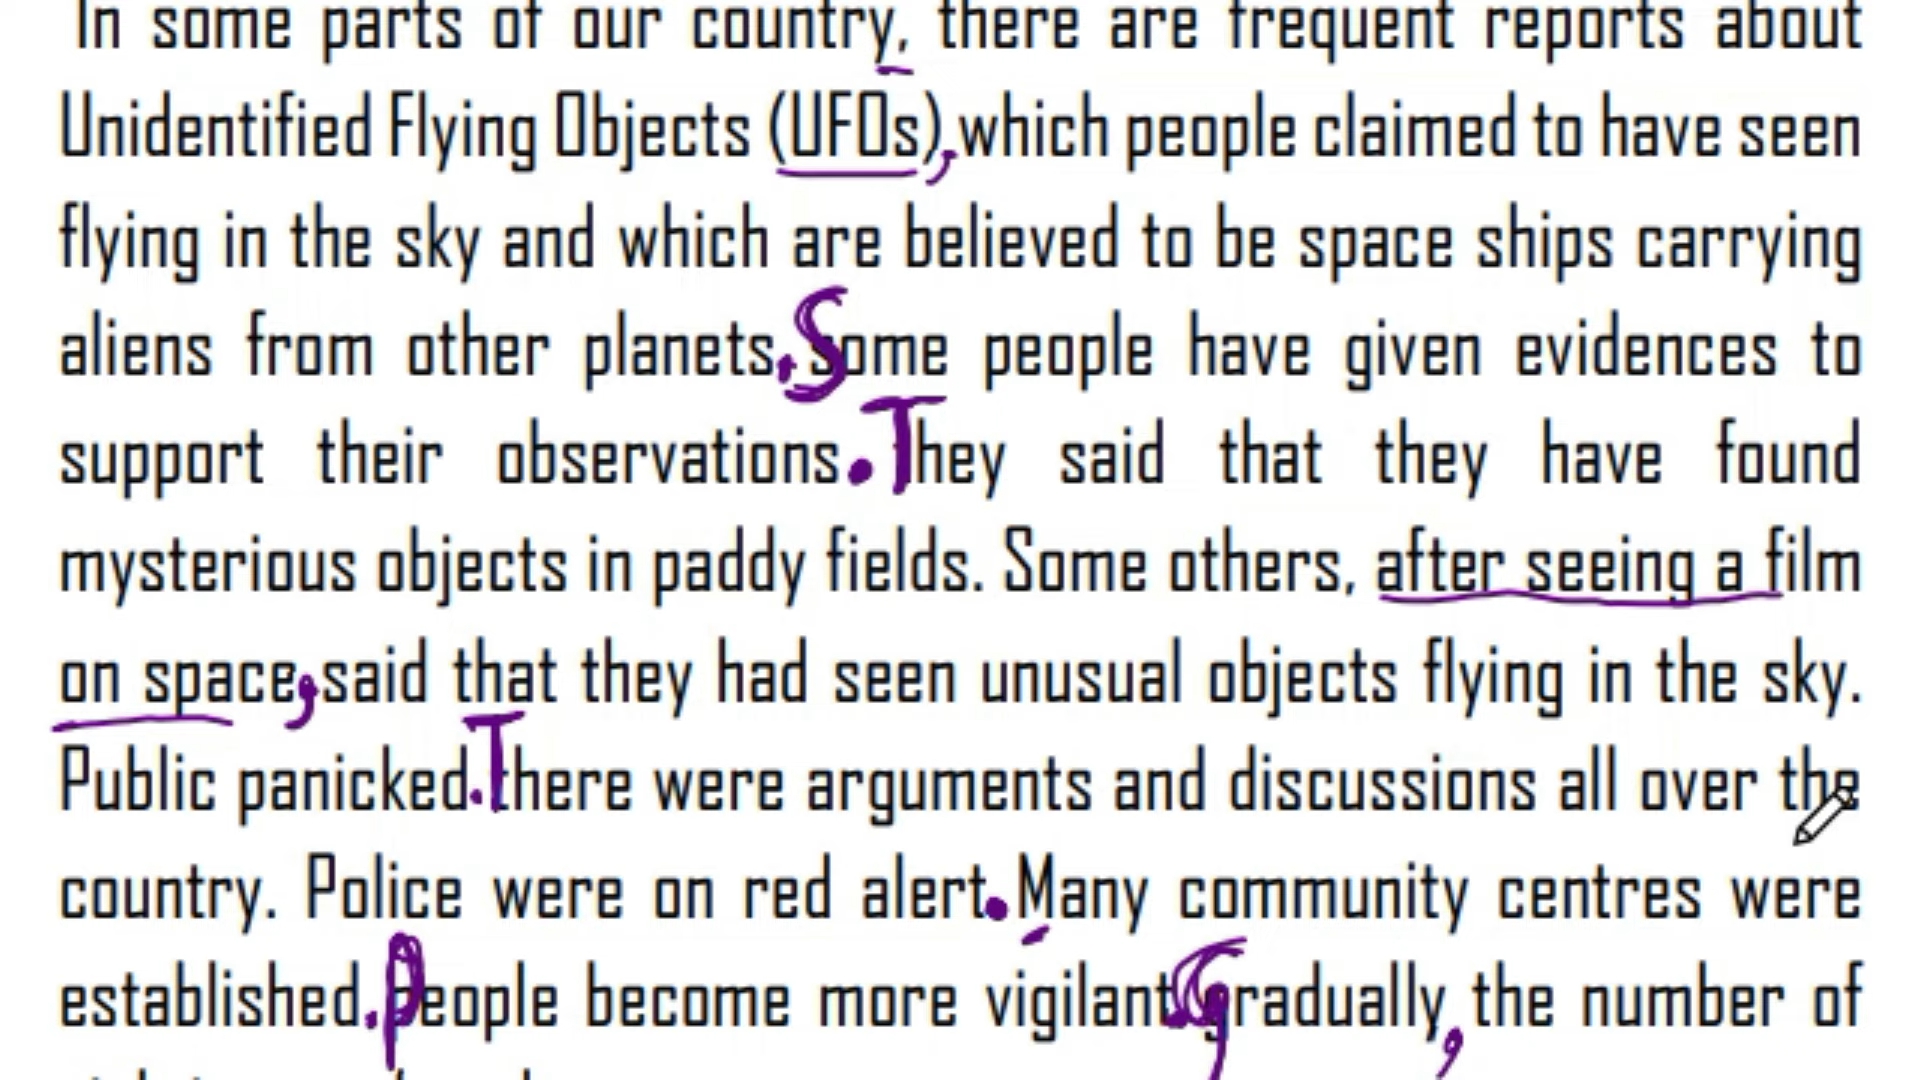 In some parts of our country, there are frequent reports about
Unidentified Flying Objects (UFOs), which people claimed to have seen
flying in the sky and which are believed to be space ships carrying
aliens from other planets. Some people have given evidences to
support their observations. They said that they have found
mysterious objects in paddy fields. Some others, after seeing a film
on space, said that they had seen unusual objects flying in the sky.
Public panicked. There were arguments and discussions all over the
country. Police were on red alert. Many community centres were
established. People become more vigilant. Gradually, the number of